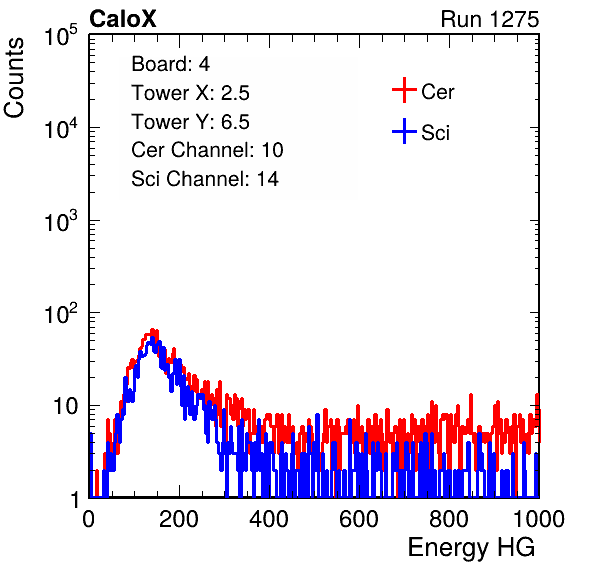 CaloX Run 1275
Counts
10^5
10^4
10^3
10^2
10
1
Board: 4
Tower X: 2.5
Tower Y: 6.5
Cer Channel: 10
Sci Channel: 14
Cer
Sci
0 200 400 600 800 1000
Energy HG